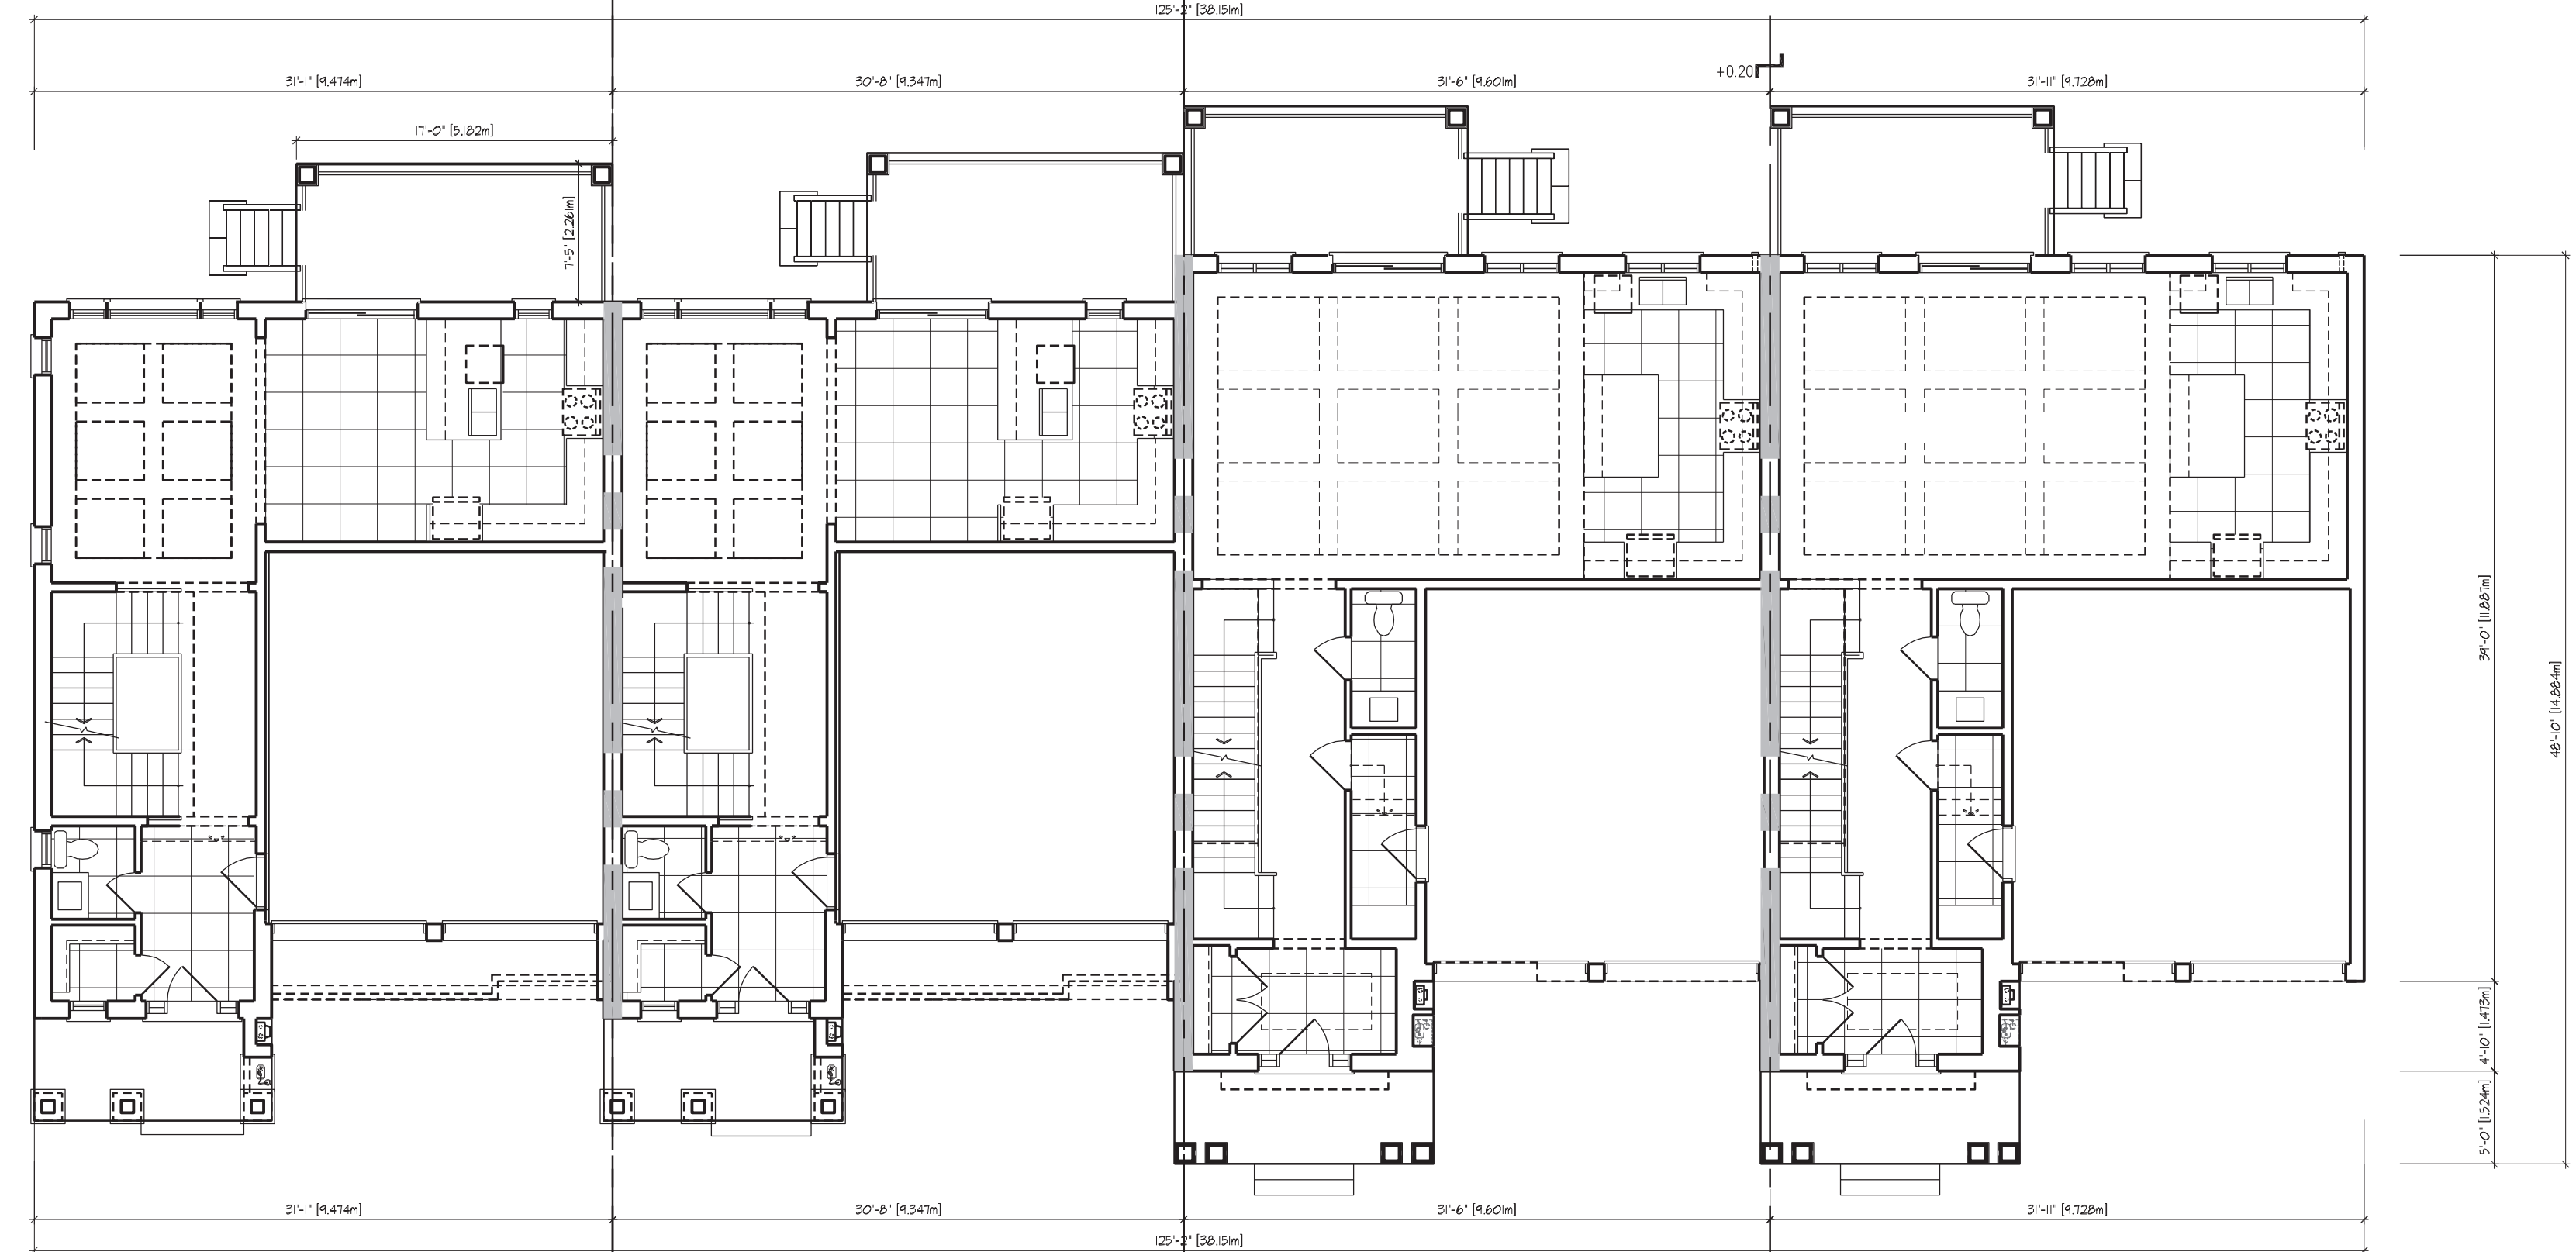 125'-2" [38.151m]
31'-1" [9.474m]
30'-8" [9.347m]
31'-6" [9.601m]
+0.20
31'-11" [9.728m]
17'-0" [5.182m]
7'-5" [2.261m]
39'-0" [11.887m]
48'-10" [14.884m]
4'-10" [1.473m]
5'-0" [1.524m]
31'-1" [9.474m]
30'-8" [9.347m]
31'-6" [9.601m]
31'-11" [9.728m]
125'-2" [38.151m]